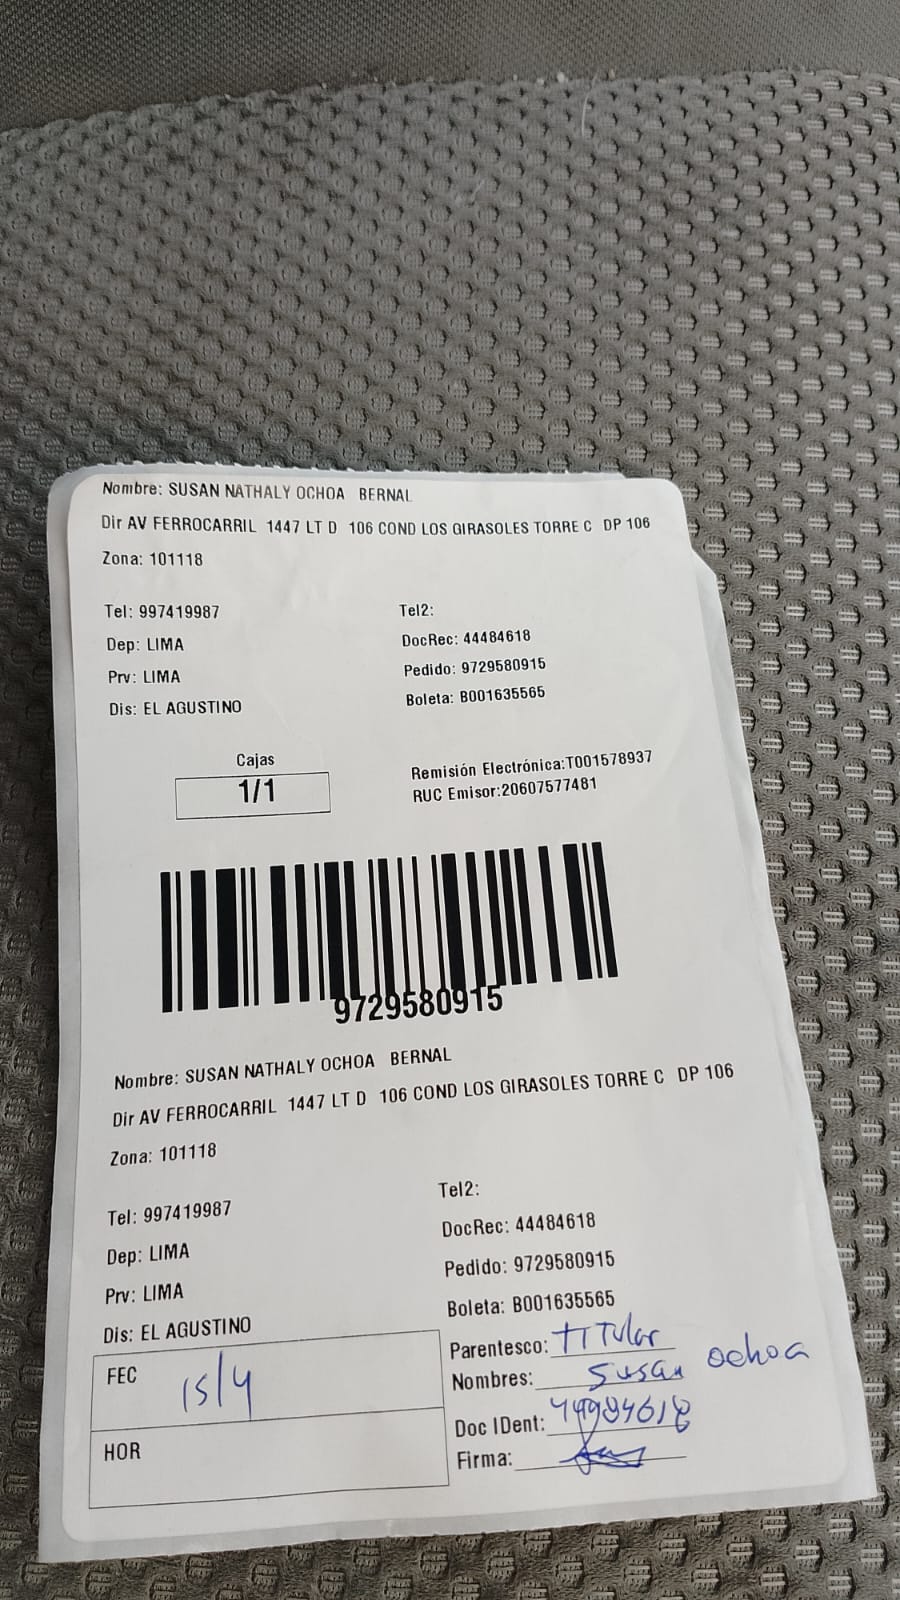 Nombre: SUSAN NATHALY OCHOA BERNAL
Dir AV FERROCARRIL 1447 LT D 106 COND LOS GIRASOLES TORRE C DP 106
Zona: 101118
Tel: 997419987 Tel2:
Dep: LIMA DocRec: 44484618
Prv: LIMA Pedido: 9729580915
Dis: EL AGUSTINO Boleta: B001635565
Cajas
1/1
Remisión Electrónica:T001578937
RUC Emisor:20607577481
9729580915
Nombre: SUSAN NATHALY OCHOA BERNAL
Dir AV FERROCARRIL 1447 LT D 106 COND LOS GIRASOLES TORRE C DP 106
Zona: 101118
Tel: 997419987 Tel2:
Dep: LIMA DocRec: 44484618
Prv: LIMA Pedido: 9729580915
Dis: EL AGUSTINO Boleta: B001635565
FEC 15/4
HOR
Parentesco: TITular
Nombres: Susan ochoa
Doc IDent:
Firma: